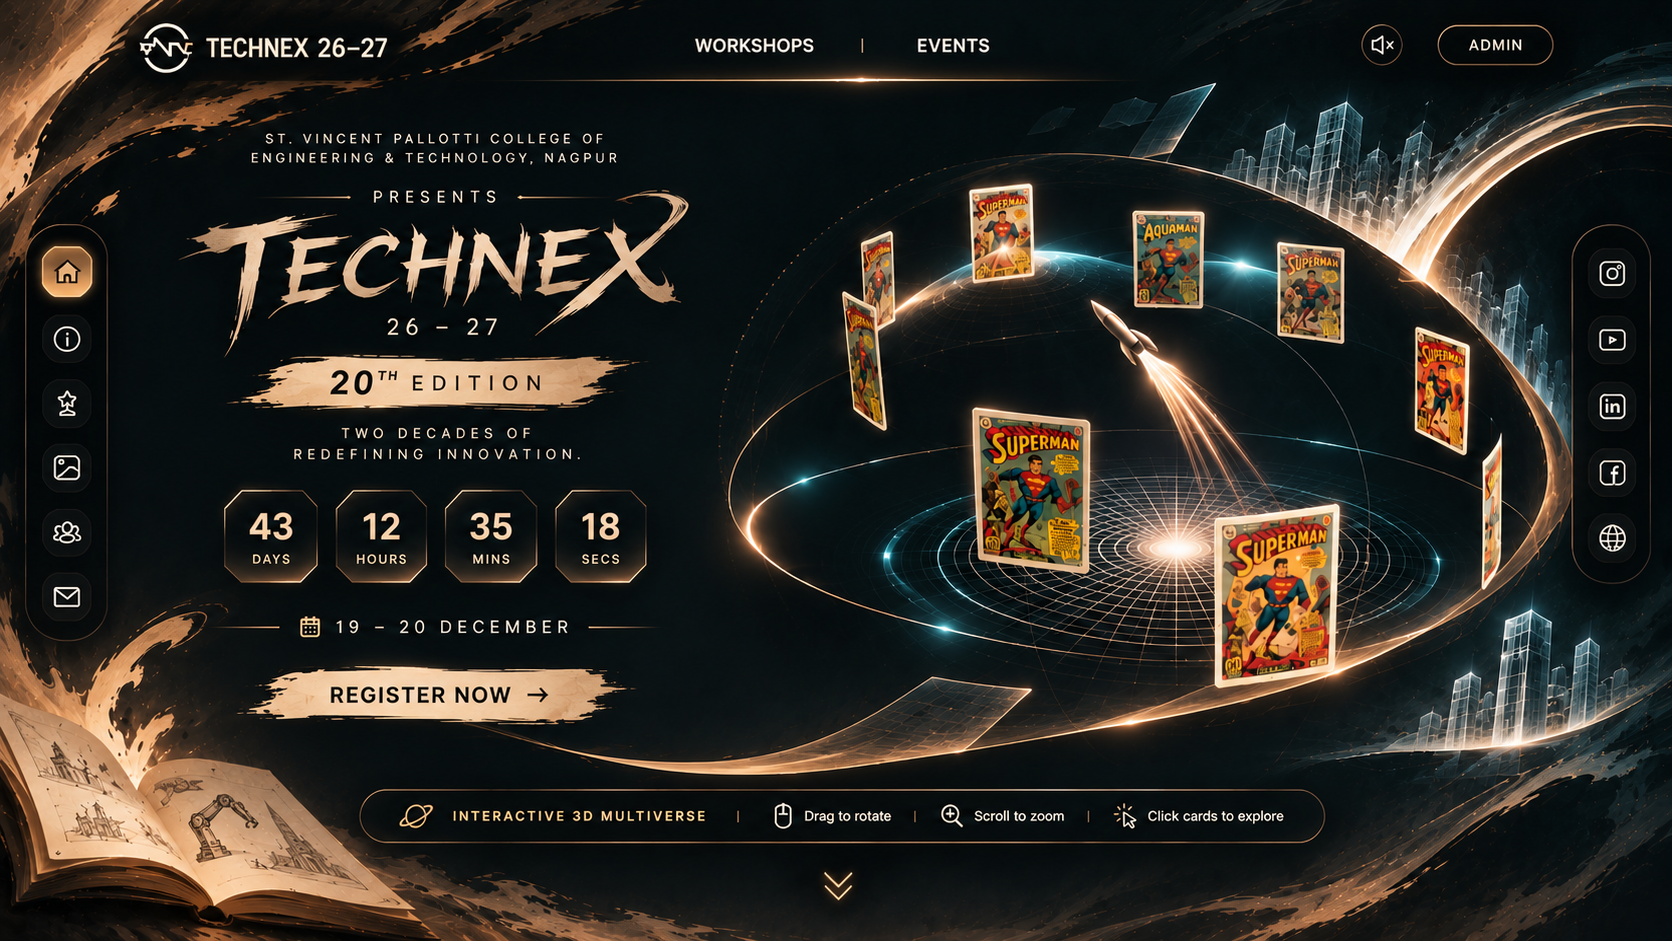 TECHNEX 26–27
WORKSHOPS | EVENTS
ADMIN
ST. VINCENT PALLOTTI COLLEGE OF
ENGINEERING & TECHNOLOGY, NAGPUR
PRESENTS
TECHNEX
26 – 27
20TH EDITION
TWO DECADES OF
REDEFINING INNOVATION.
43 DAYS
12 HOURS
35 MINS
18 SECS
19 – 20 DECEMBER
REGISTER NOW →
SUPERMAN
AQUAMAN
SUPERMAN
SUPERMAN
SUPERMAN
SUPERMAN
INTERACTIVE 3D MULTIVERSE | Drag to rotate | Scroll to zoom | Click cards to explore